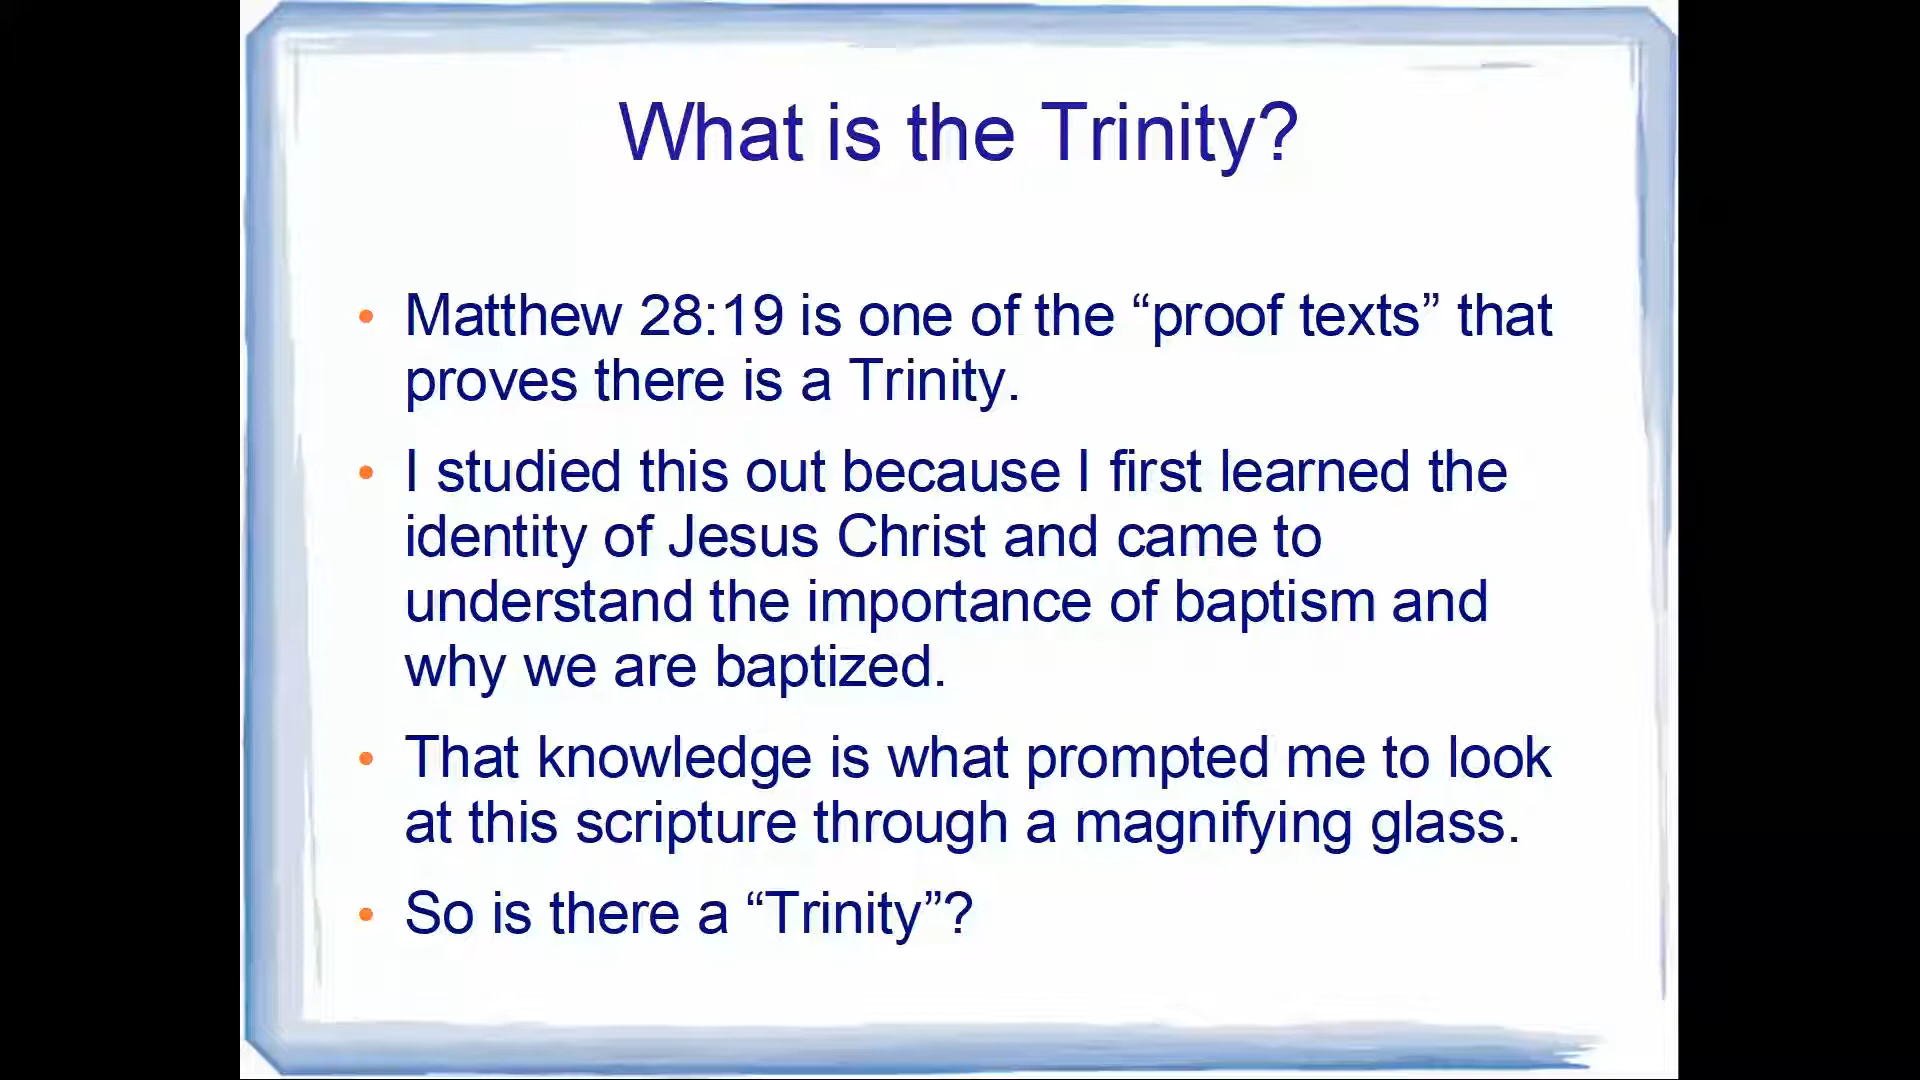 What is the Trinity?
• Matthew 28:19 is one of the “proof texts” that
proves there is a Trinity.
• I studied this out because I first learned the
identity of Jesus Christ and came to
understand the importance of baptism and
why we are baptized.
• That knowledge is what prompted me to look
at this scripture through a magnifying glass.
• So is there a “Trinity”?